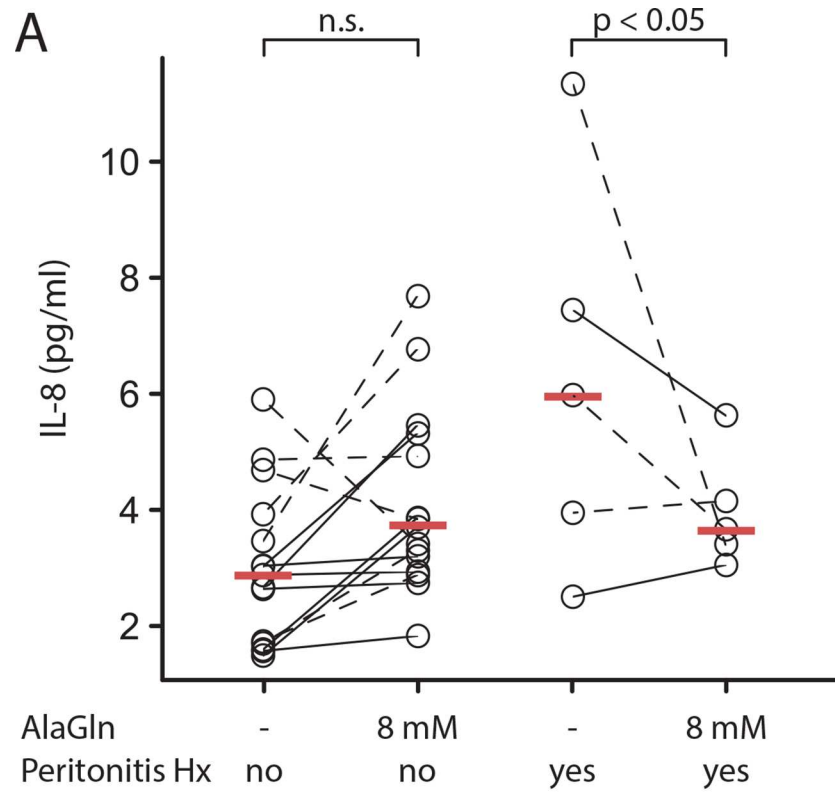 A
n.s.
p < 0.05
10
8
6
4
2
IL-8 (pg/ml)
AlaGln - 8 mM - 8 mM
Peritonitis Hx no no yes yes